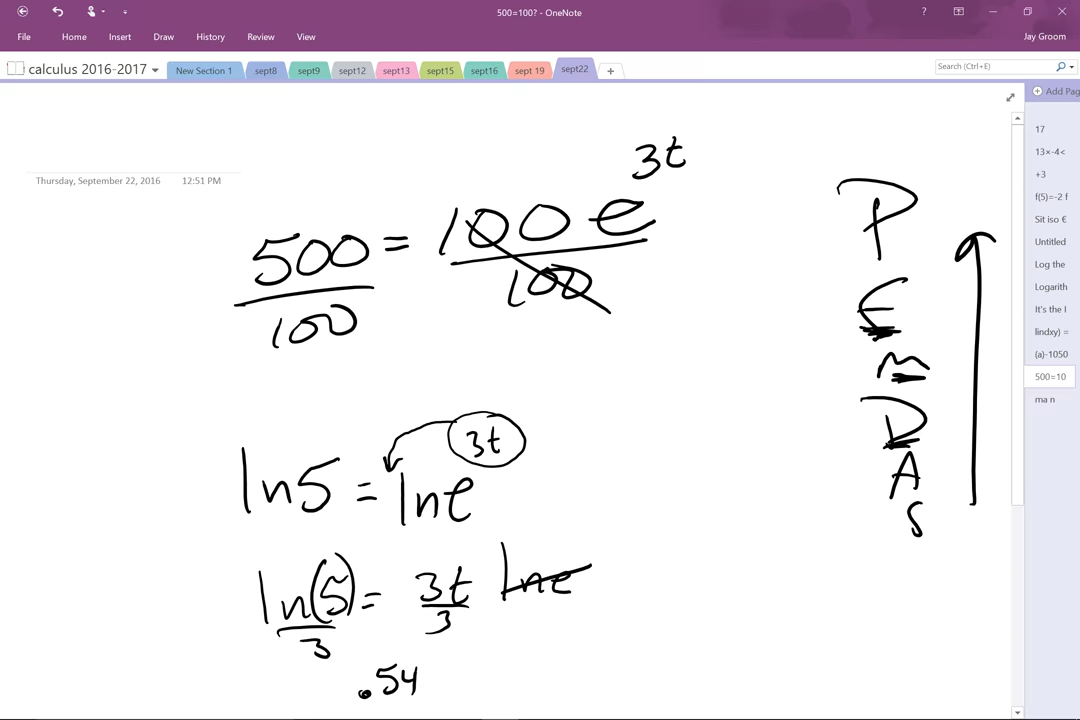 500=100? - OneNote
File Home Insert Draw History Review View
Jay Groom
calculus 2016-2017
New Section 1 sept8 sept9 sept12 sept13 sept15 sept16 sept 19 sept22
Search (Ctrl+E)
Add Pag
17
13×-4<
+3
f(5)=-2 f
Sit iso €
Untitled
Log the
Logarith
It's the l
lindxy) =
(a)-1050
500=10
ma n
Thursday, September 22, 2016 12:51 PM
3t
500 = 100 e
100 100
3t
ln5 = lne
ln(5) = 3t lne
3 3
.54
P
E
M
D
A
S